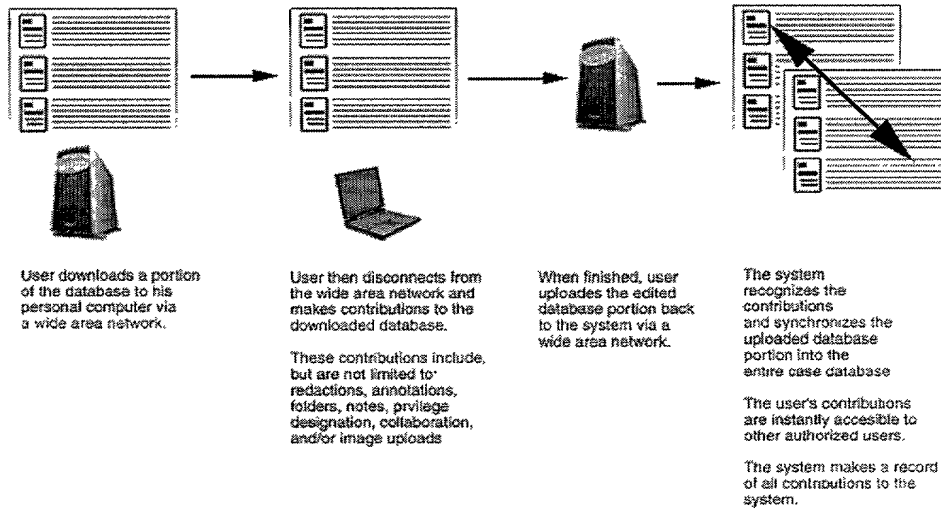 User downloads a portion
of the database to his
personal computer via
a wide area network.
User then disconnects from
the wide area network and
makes contributions to the
downloaded database.
These contributions include,
but are not limited to:
redactions, annotations,
folders, notes, prvilege
designation, collaboration,
and/or image uploads
When finished, user
uploades the edited
database portion back
to the system via a
wide area network.
The system
recognizes the
contributions
and synchronizes the
uploaded database
portion into the
entire case database
The user's contributions
are instantly accesible to
other authorized users.
The system makes a record
of all contributions to the
system.